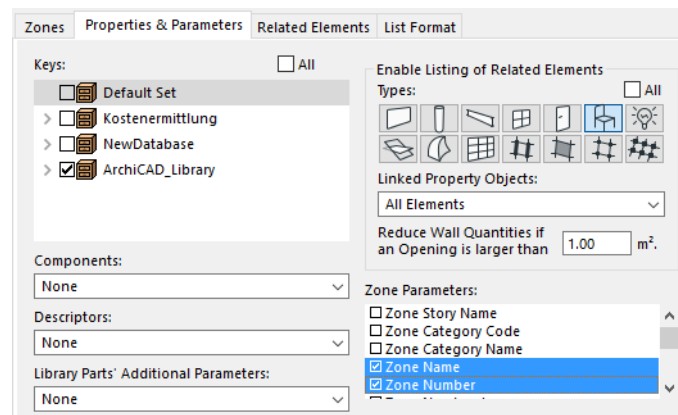 Zones
Properties & Parameters
Related Elements
List Format
Keys:
All
Default Set
Kostenermittlung
NewDatabase
ArchiCAD_Library
Components:
None
Descriptors:
None
Library Parts' Additional Parameters:
None
Enable Listing of Related Elements
Types:
All
Linked Property Objects:
All Elements
Reduce Wall Quantities if
an Opening is larger than 1.00 m².
Zone Parameters:
Zone Story Name
Zone Category Code
Zone Category Name
Zone Name
Zone Number